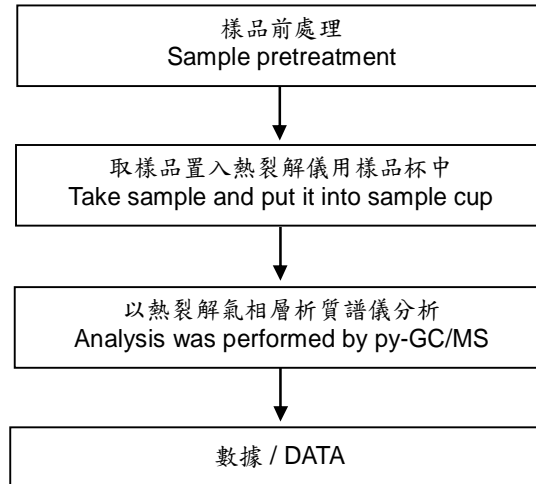 樣品前處理
Sample pretreatment
取樣品置入熱裂解儀用樣品杯中
Take sample and put it into sample cup
以熱裂解氣相層析質譜儀分析
Analysis was performed by py-GC/MS
數據 / DATA